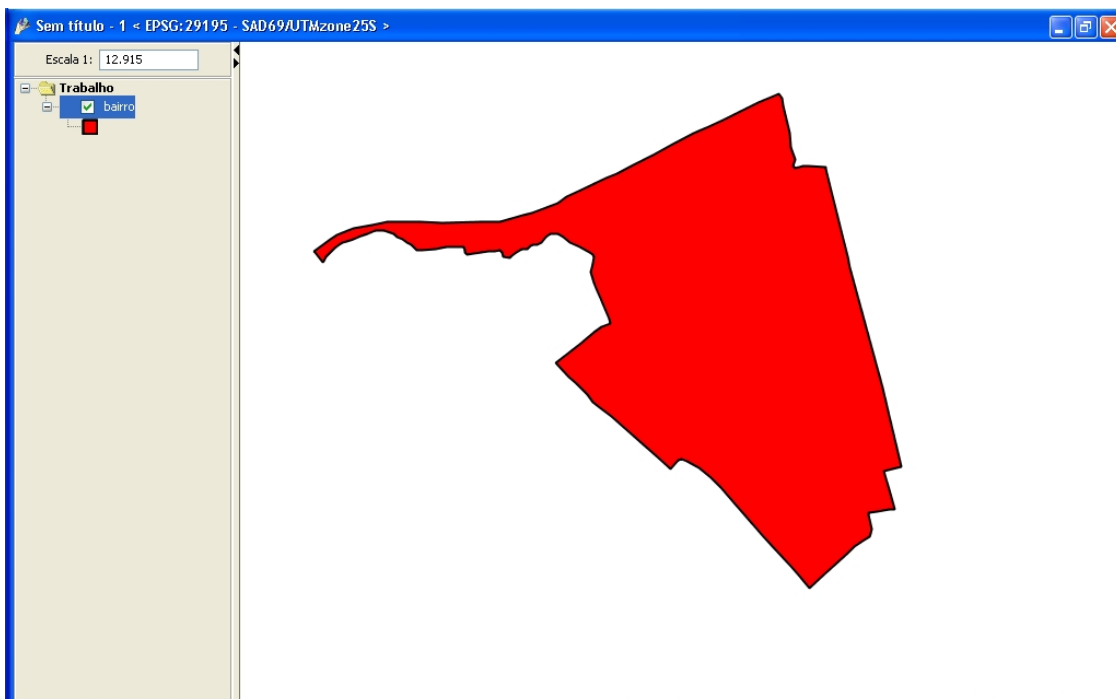 Sem título - 1 < EPSG:29195 - SAD69/UTMzone25S >
Escala 1: 12.915
Trabalho
bairro